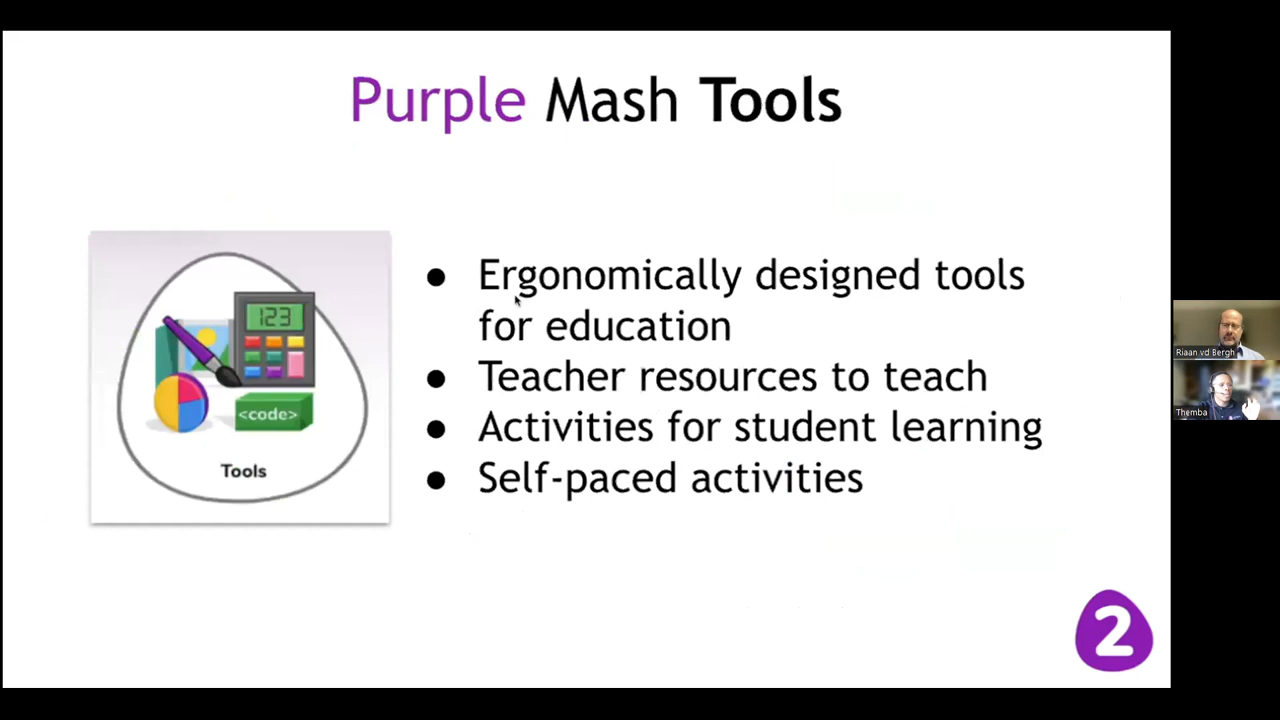 Purple Mash Tools
123
<code>
Tools
● Ergonomically designed tools
for education
● Teacher resources to teach
● Activities for student learning
● Self-paced activities
Riaan vd Bergh
Themba
2